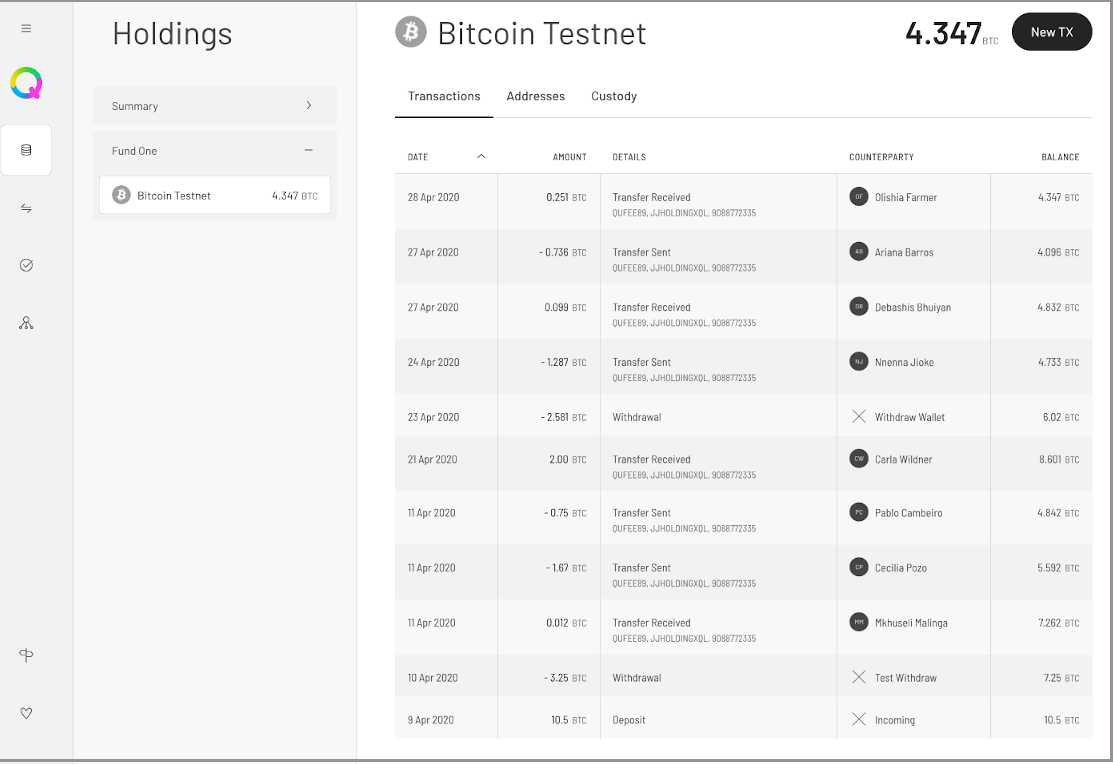 Holdings
Summary
Fund One
Bitcoin Testnet 4.347 BTC
Bitcoin Testnet
4.347 BTC
New TX
Transactions Addresses Custody
DATE AMOUNT DETAILS COUNTERPARTY BALANCE
28 Apr 2020 0.251 BTC Transfer Received OF Olishia Farmer 4.347 BTC
QUFEE89, JJHOLDINGXQL, 9088772335
27 Apr 2020 - 0.736 BTC Transfer Sent AB Ariana Barros 4.096 BTC
QUFEE89, JJHOLDINGXQL, 9088772335
27 Apr 2020 0.099 BTC Transfer Received DB Debashis Bhuiyan 4.832 BTC
QUFEE89, JJHOLDINGXQL, 9088772335
24 Apr 2020 - 1.287 BTC Transfer Sent NJ Nnenna Jioke 4.733 BTC
QUFEE89, JJHOLDINGXQL, 9088772335
23 Apr 2020 - 2.581 BTC Withdrawal Withdraw Wallet 6.02 BTC
21 Apr 2020 2.00 BTC Transfer Received CW Carla Wildner 8.601 BTC
QUFEE89, JJHOLDINGXQL, 9088772335
11 Apr 2020 - 0.75 BTC Transfer Sent PC Pablo Cambeiro 4.842 BTC
QUFEE89, JJHOLDINGXQL, 9088772335
11 Apr 2020 - 1.67 BTC Transfer Sent CP Cecilia Pozo 5.592 BTC
QUFEE89, JJHOLDINGXQL, 9088772335
11 Apr 2020 0.012 BTC Transfer Received MM Mkhuseli Malinga 7.262 BTC
QUFEE89, JJHOLDINGXQL, 9088772335
10 Apr 2020 - 3.25 BTC Withdrawal Test Withdraw 7.25 BTC
9 Apr 2020 10.5 BTC Deposit Incoming 10.5 BTC